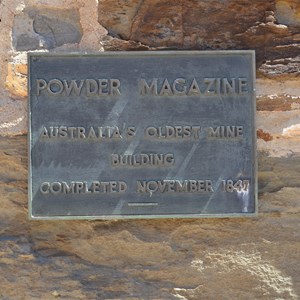 POWDER MAGAZINE
AUSTRALIA'S OLDEST MINE
BUILDING
COMPLETED NOVEMBER 1847